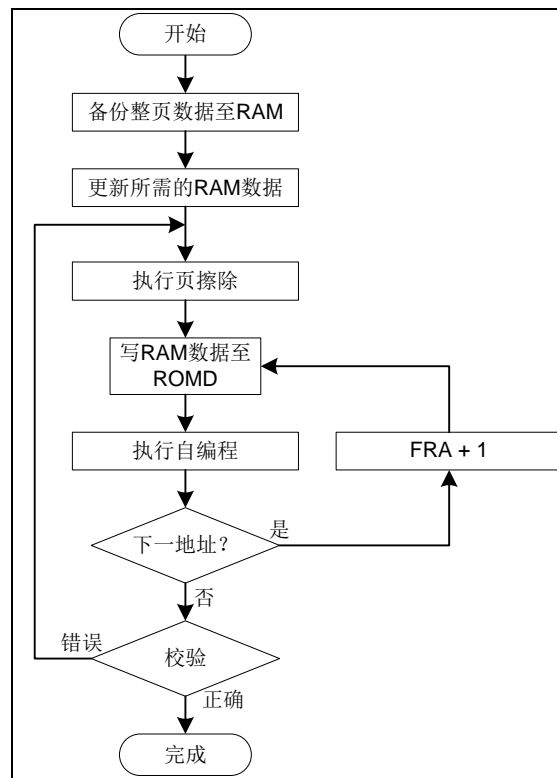 开始
备份整页数据至RAM
更新所需的RAM数据
执行页擦除
写RAM数据至
ROMD
执行自编程
FRA + 1
下一地址？
是
否
错误
校验
正确
完成